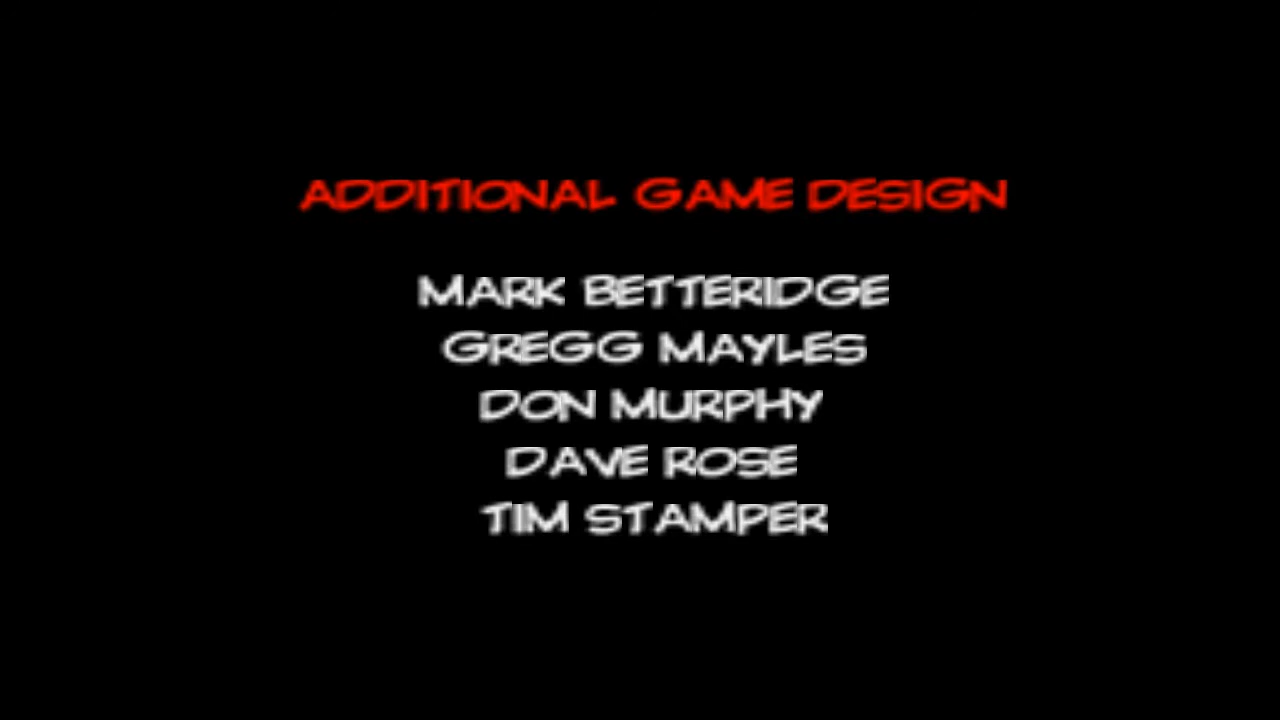 ADDITIONAL GAME DESIGN
MARK BETTERIDGE
GREGG MAYLES
DON MURPHY
DAVE ROSE
TIM STAMPER